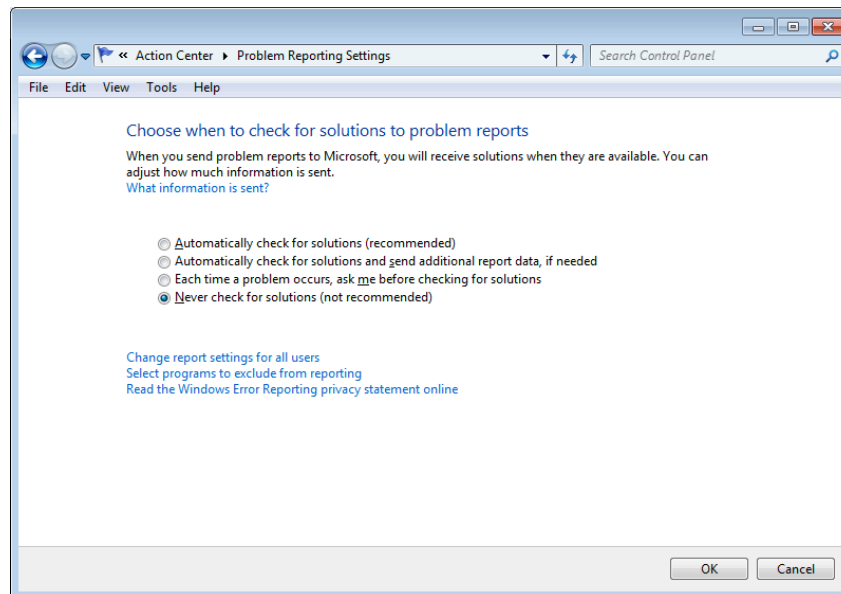 « Action Center ▸ Problem Reporting Settings
Search Control Panel
File Edit View Tools Help
Choose when to check for solutions to problem reports
When you send problem reports to Microsoft, you will receive solutions when they are available. You can
adjust how much information is sent.
What information is sent?
Automatically check for solutions (recommended)
Automatically check for solutions and send additional report data, if needed
Each time a problem occurs, ask me before checking for solutions
Never check for solutions (not recommended)
Change report settings for all users
Select programs to exclude from reporting
Read the Windows Error Reporting privacy statement online
OK Cancel